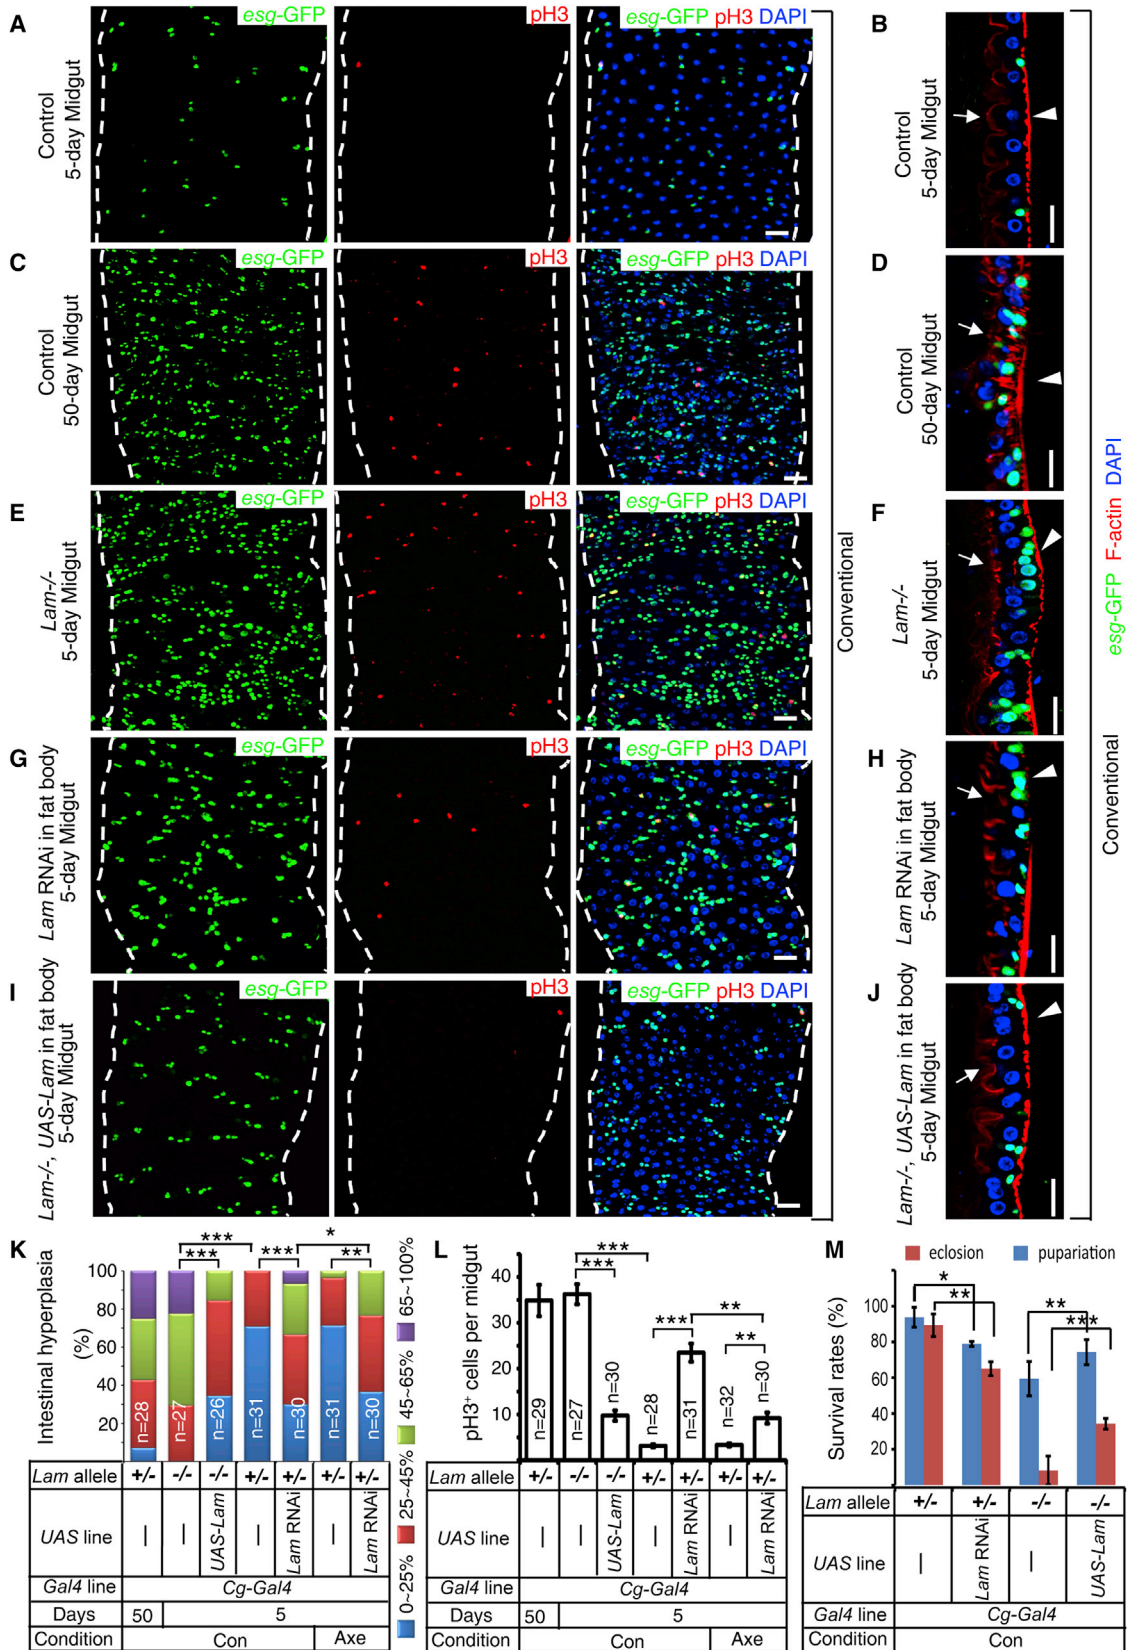 A
Control
5-day Midgut
esg-GFP
pH3
esg-GFP pH3 DAPI
B
Control
5-day Midgut
C
Control
50-day Midgut
esg-GFP
pH3
esg-GFP pH3 DAPI
D
Control
50-day Midgut
E
Lam-/-
5-day Midgut
esg-GFP
pH3
esg-GFP pH3 DAPI
F
Lam-/-
5-day Midgut
G
Lam RNAi in fat body
5-day Midgut
esg-GFP
pH3
esg-GFP pH3 DAPI
H
Lam RNAi in fat body
5-day Midgut
I
Lam-/-, UAS-Lam in fat body
5-day Midgut
esg-GFP
pH3
esg-GFP pH3 DAPI
J
Lam-/-, UAS-Lam in fat body
5-day Midgut
Conventional
esg-GFP F-actin DAPI
Conventional
K
Intestinal hyperplasia
(%)
100
80
60
40
20
*** *** *** * **
n=28 n=27 n=26 n=31 n=30 n=31 n=30
0~25% 25~45% 45~65% 65~100%
Lam allele +/- -/- -/- +/- +/- +/- +/-
UAS line — — UAS-Lam — Lam RNAi — Lam RNAi
Gal4 line Cg-Gal4
Days 50 5
Condition Con Axe
L
pH3+ cells per midgut
40
30
20
10
*** *** *** ** **
n=29 n=27 n=30 n=28 n=31 n=32 n=30
Lam allele +/- -/- -/- +/- +/- +/- +/-
UAS line — — UAS-Lam — Lam RNAi — Lam RNAi
Gal4 line Cg-Gal4
Days 50 5
Condition Con Axe
M
eclosion pupariation
Survival rates (%)
100
80
60
40
20
* ** ** ***
Lam allele +/- +/- -/- -/-
UAS line — Lam RNAi — UAS-Lam
Gal4 line Cg-Gal4
Condition Con